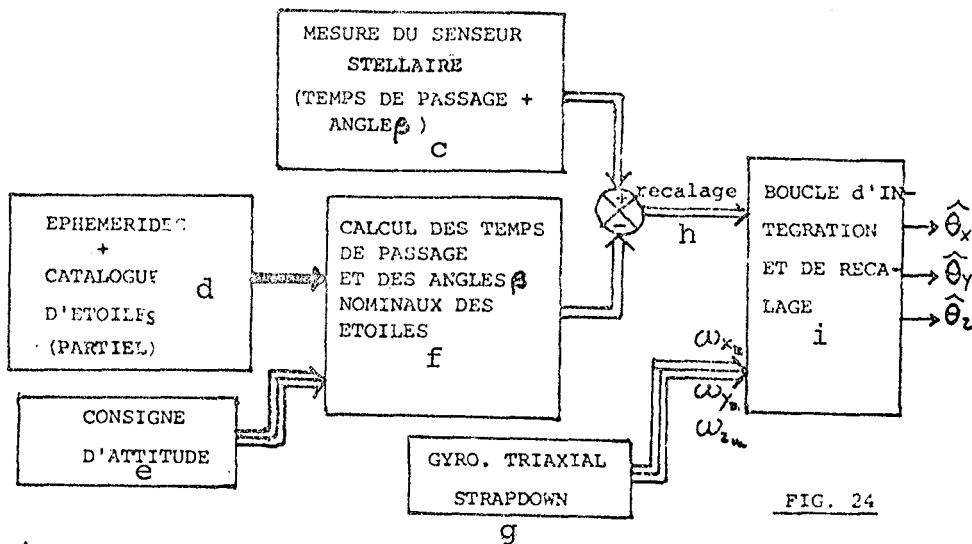 MESURE DU SENSEUR
STELLAIRE
(TEMPS DE PASSAGE +
ANGLE β )
c
EPHEMERIDES
+
CATALOGUE
D'ETOILES
(PARTIEL)
d
CONSIGNE
D'ATTITUDE
e
CALCUL DES TEMPS
DE PASSAGE
ET DES ANGLES β
NOMINAUX DES
ETOILES
f
+
-
recalage
h
BOUCLE d'IN-
TEGRATION
ET DE RECA-
LAGE
i
θ̂x
θ̂y
θ̂z
ωx
ωy
ωzm
GYRO. TRIAXIAL
STRAPDOWN
g
FIG. 24